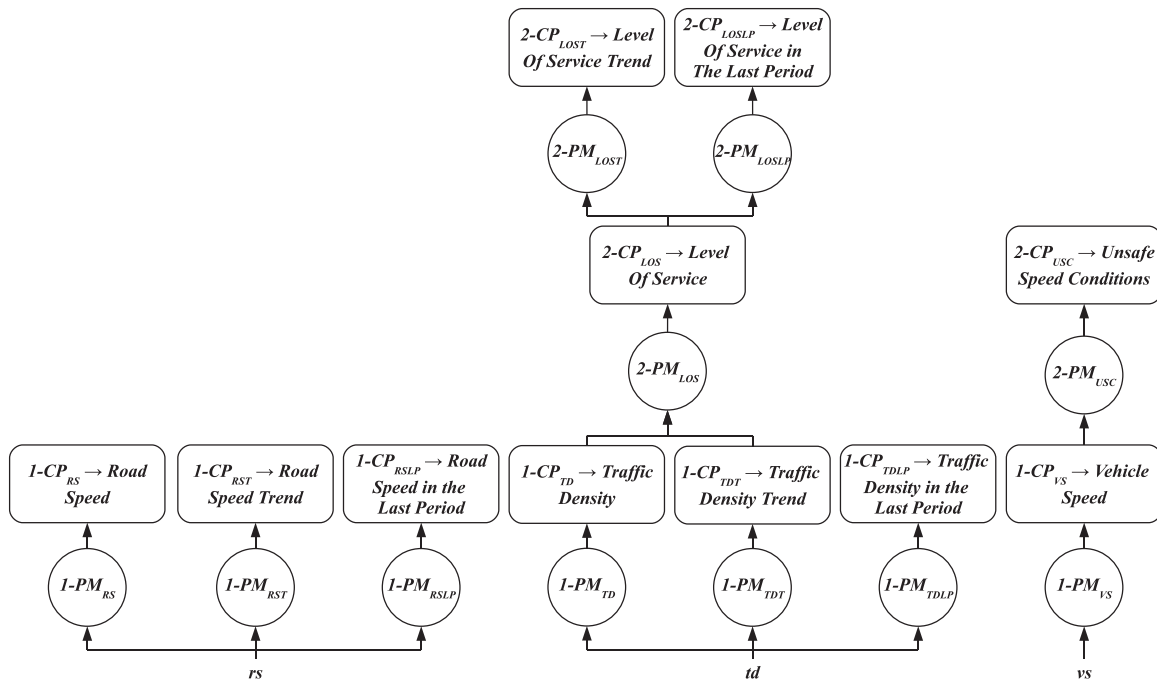 2-CP_LOST → Level
Of Service Trend
2-CP_LOSLP → Level
Of Service in
The Last Period
2-PM_LOST
2-PM_LOSLP
2-CP_LOS → Level
Of Service
2-CP_USC → Unsafe
Speed Conditions
2-PM_LOS
2-PM_USC
1-CP_RS → Road
Speed
1-CP_RST → Road
Speed Trend
1-CP_RSLP → Road
Speed in the
Last Period
1-CP_TD → Traffic
Density
1-CP_TDT → Traffic
Density Trend
1-CP_TDLP → Traffic
Density in the
Last Period
1-CP_VS → Vehicle
Speed
1-PM_RS
1-PM_RST
1-PM_RSLP
1-PM_TD
1-PM_TDT
1-PM_TDLP
1-PM_VS
rs
td
vs